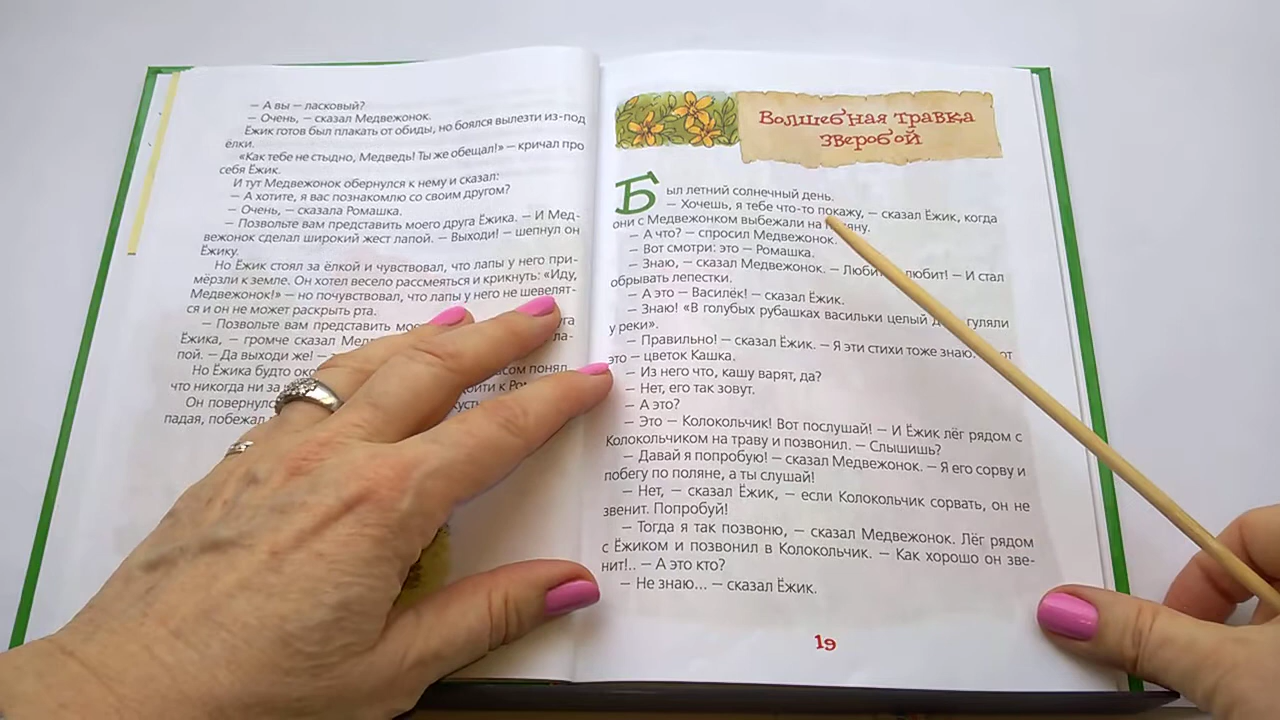 — А вы — ласковый?
— Очень, — сказал Медвежонок.
Ёжик готов был плакать от обиды, но боялся вылезти из-под
ёлки.
«Как тебе не стыдно, Медведь! Ты же обещал!» — кричал про
себя Ёжик.
И тут Медвежонок обернулся к нему и сказал:
— А хотите, я вас познакомлю со своим другом?
— Очень, — сказала Ромашка.
— Позвольте вам представить моего друга Ёжика. — И Мед-
вежонок сделал широкий жест лапой. — Выходи! — шепнул он
Ёжику.
Но Ёжик стоял за ёлкой и чувствовал, что лапы у него при-
мёрзли к земле. Он хотел весело рассмеяться и крикнуть: «Иду,
Медвежонок!» — но почувствовал, что лапы у него не шевелят-
ся и он не может раскрыть рта.
— Позвольте вам представить
Ёжика, — громче сказал
пой. — Да выходи же! —
Но Ёжика будто понял,
что никогда ни за к
Он повернулс
падая, побежал
Волшебная травка
зверобой
Был летний солнечный день.
— Хочешь, я тебе что-то покажу, — сказал Ёжик, когда
они с Медвежонком выбежали на
— А что? — спросил Медвежонок.
— Вот смотри: это — Ромашка.
— Знаю, — сказал Медвежонок. — любит! — И стал
обрывать лепестки.
— А это — Василёк! — сказал Ёжик.
— Знаю! «В голубых рубашках васильки целый гуляли
у реки».
— Правильно! — сказал Ёжик. — Я эти стихи тоже знаю.
это — цветок Кашка.
— Из него что, кашу варят, да?
— Нет, его так зовут.
— А это?
— Это — Колокольчик! Вот послушай! — И Ёжик лёг рядом с
Колокольчиком на траву и позвонил. — Слышишь?
— Давай я попробую! — сказал Медвежонок. — Я его сорву и
побегу по поляне, а ты слушай!
— Нет, — сказал Ёжик, — если Колокольчик сорвать, он не
звенит. Попробуй!
— Тогда я так позвоню, — сказал Медвежонок. Лёг рядом
с Ёжиком и позвонил в Колокольчик. — Как хорошо он зве-
нит!.. — А это кто?
— Не знаю... — сказал Ёжик.
19